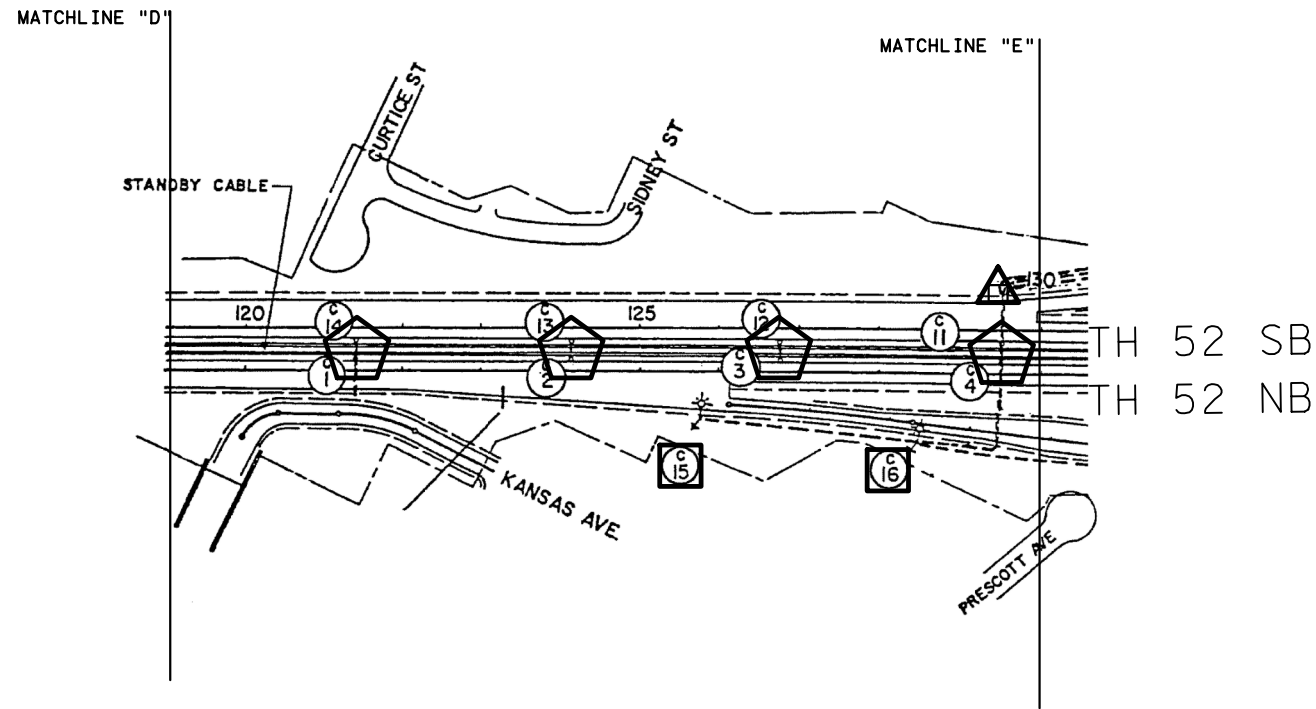 MATCHLINE "D"
MATCHLINE "E"
CURTICE ST
SIDNEY ST
STANDBY CABLE
130
120
125
C 14
C 13
C 12
C 11
TH 52 SB
C 1
C 2
C 3
C 4
TH 52 NB
C 15
C 16
KANSAS AVE.
PRESCOTT AVE